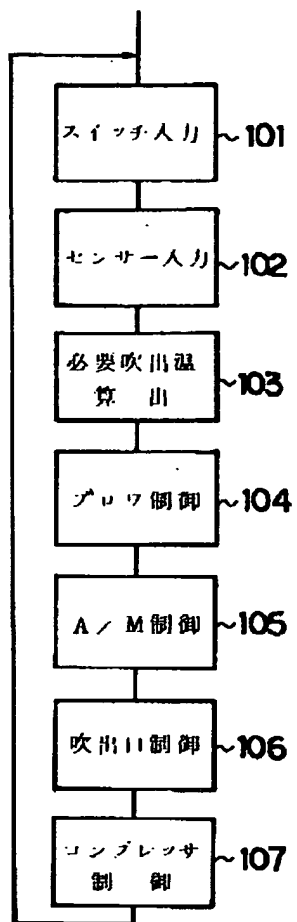 スイッチ入力
101
センサー入力
102
必要吹出温
算出
103
ブロワ制御
104
A/M制御
105
吹出口制御
106
コンプレッサ
制御
107